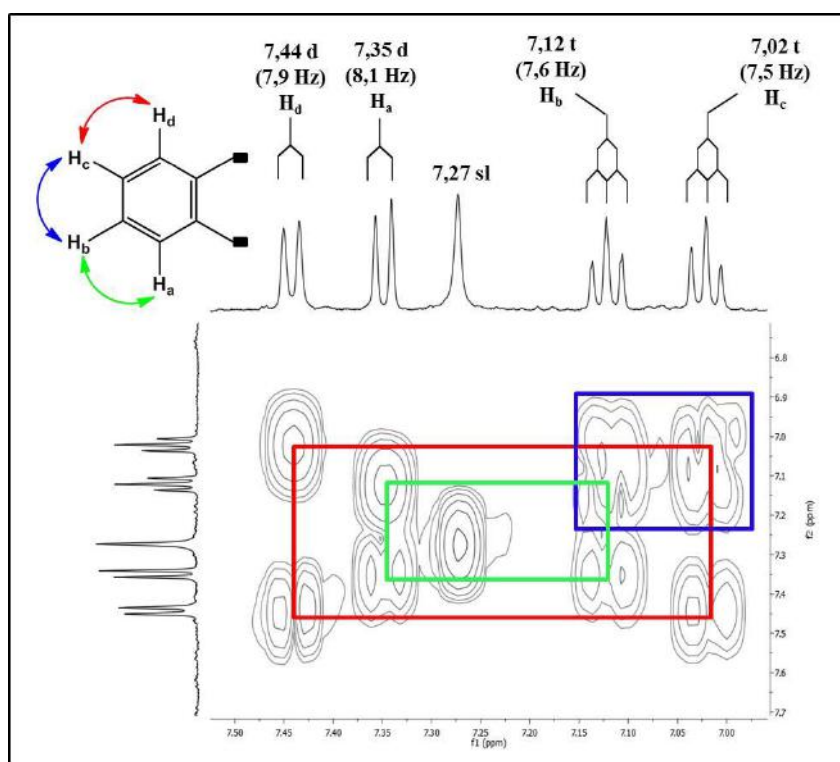 7,44 d
(7,9 Hz)
Hd
7,35 d
(8,1 Hz)
Ha
7,27 sl
7,12 t
(7,6 Hz)
Hb
7,02 t
(7,5 Hz)
Hc
Hd
Hc
Hb
Ha
6.8
6.9
7.0
7.1
7.2
7.3
7.4
7.5
7.6
7.7
f2 (ppm)
7.50 7.45 7.40 7.35 7.30 7.25 7.20 7.15 7.10 7.05 7.00
f1 (ppm)